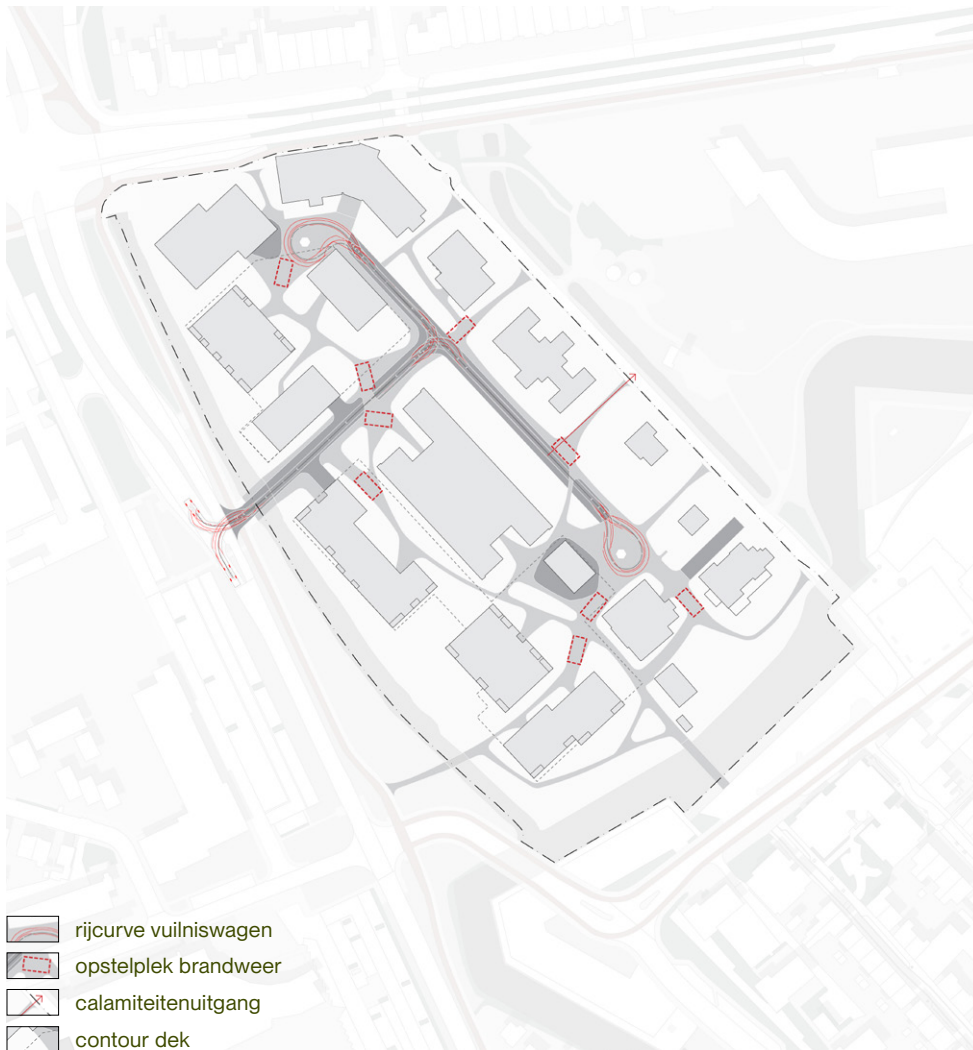 rijcurve vuilniswagen
opstelplek brandweer
calamiteitenuitgang
contour dek